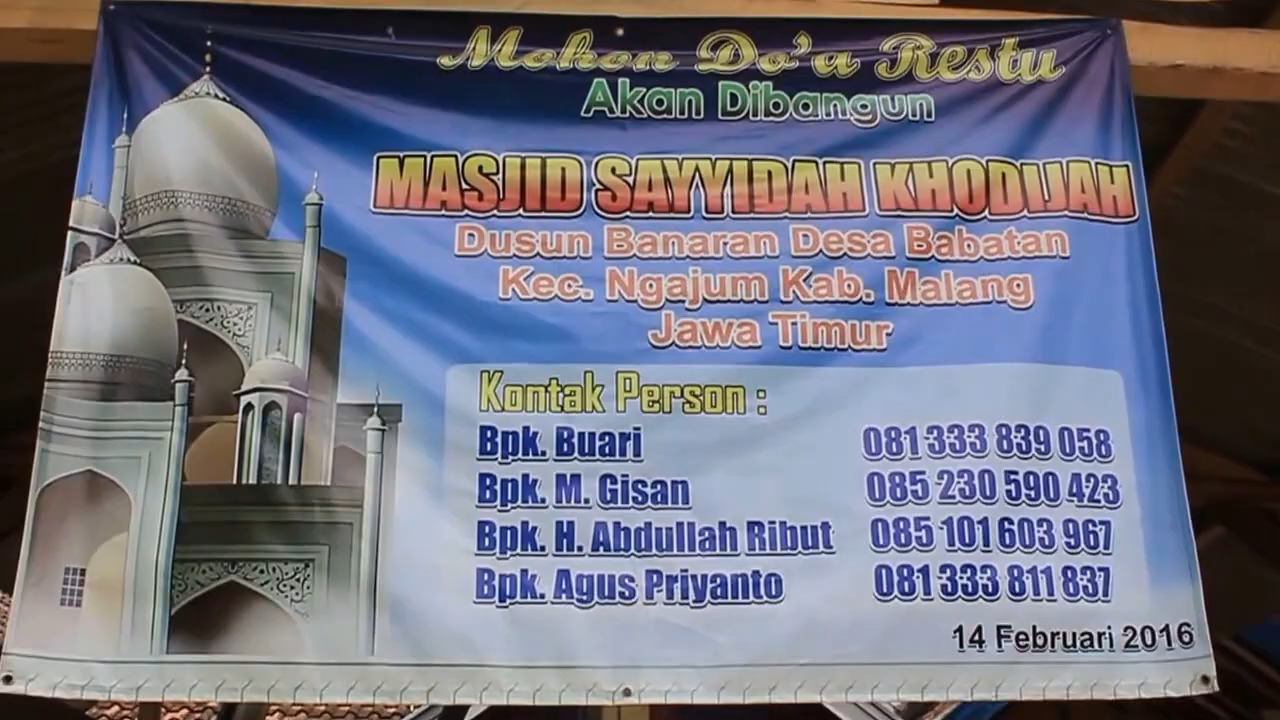 Mohon Do'a Restu
Akan Dibangun
MASJID SAYYIDAH KHODIJAH
Dusun Banaran Desa Babatan
Kec. Ngajum Kab. Malang
Jawa Timur
Kontak Person :
Bpk. Buari 081 333 839 058
Bpk. M. Gisan 085 230 590 423
Bpk. H. Abdullah Ribut 085 101 603 967
Bpk. Agus Priyanto 081 333 811 837
14 Februari 2016